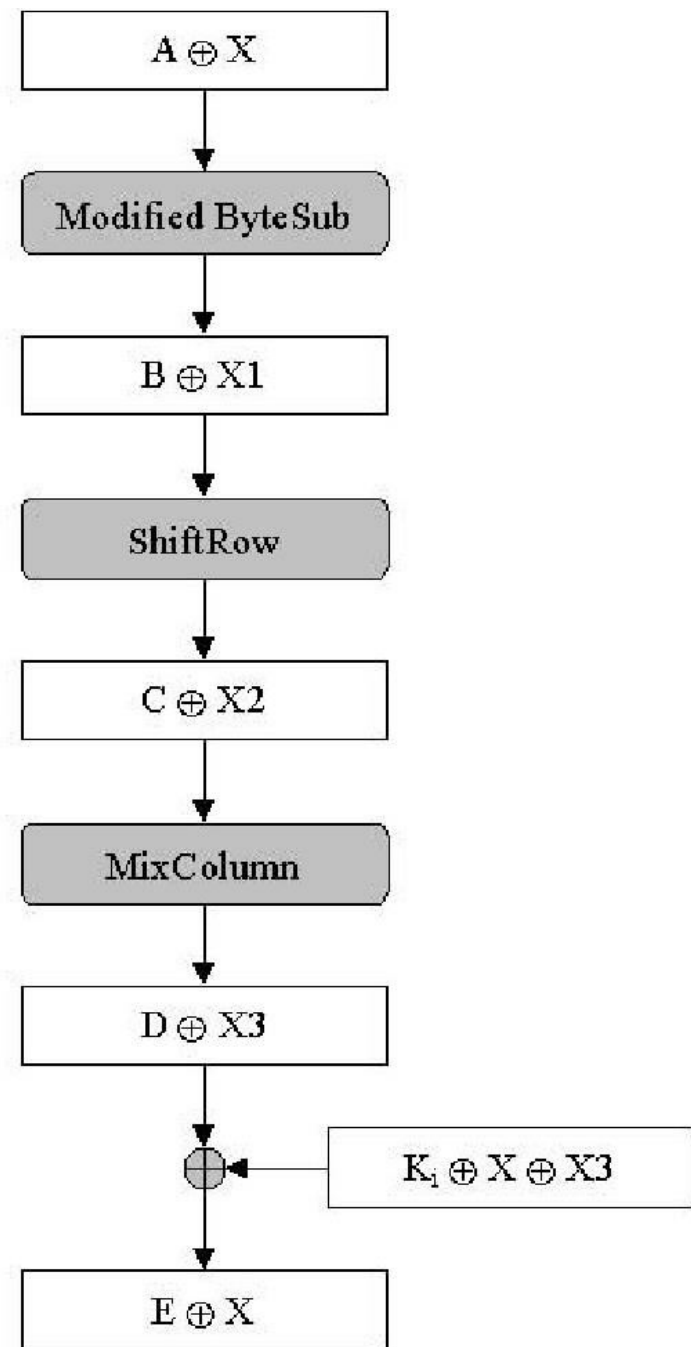 A ⊕ X
Modified ByteSub
B ⊕ X1
ShiftRow
C ⊕ X2
MixColumn
D ⊕ X3
Kᵢ ⊕ X ⊕ X3
E ⊕ X